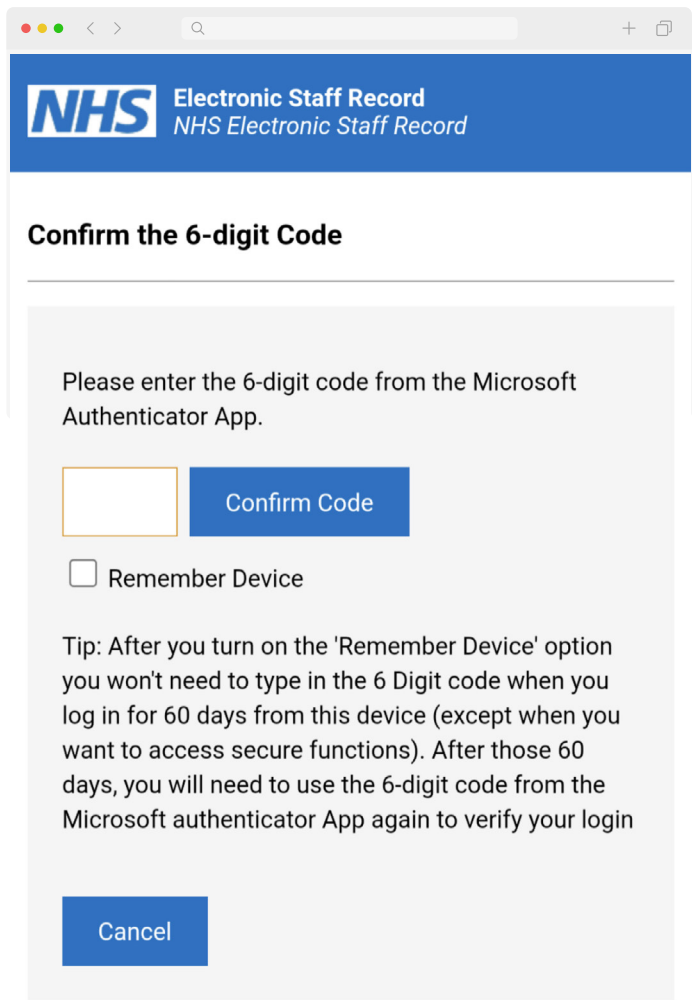 NHS
Electronic Staff Record
NHS Electronic Staff Record
Confirm the 6-digit Code
Please enter the 6-digit code from the Microsoft
Authenticator App.
Confirm Code
Remember Device
Tip: After you turn on the 'Remember Device' option
you won't need to type in the 6 Digit code when you
log in for 60 days from this device (except when you
want to access secure functions). After those 60
days, you will need to use the 6-digit code from the
Microsoft authenticator App again to verify your login
Cancel